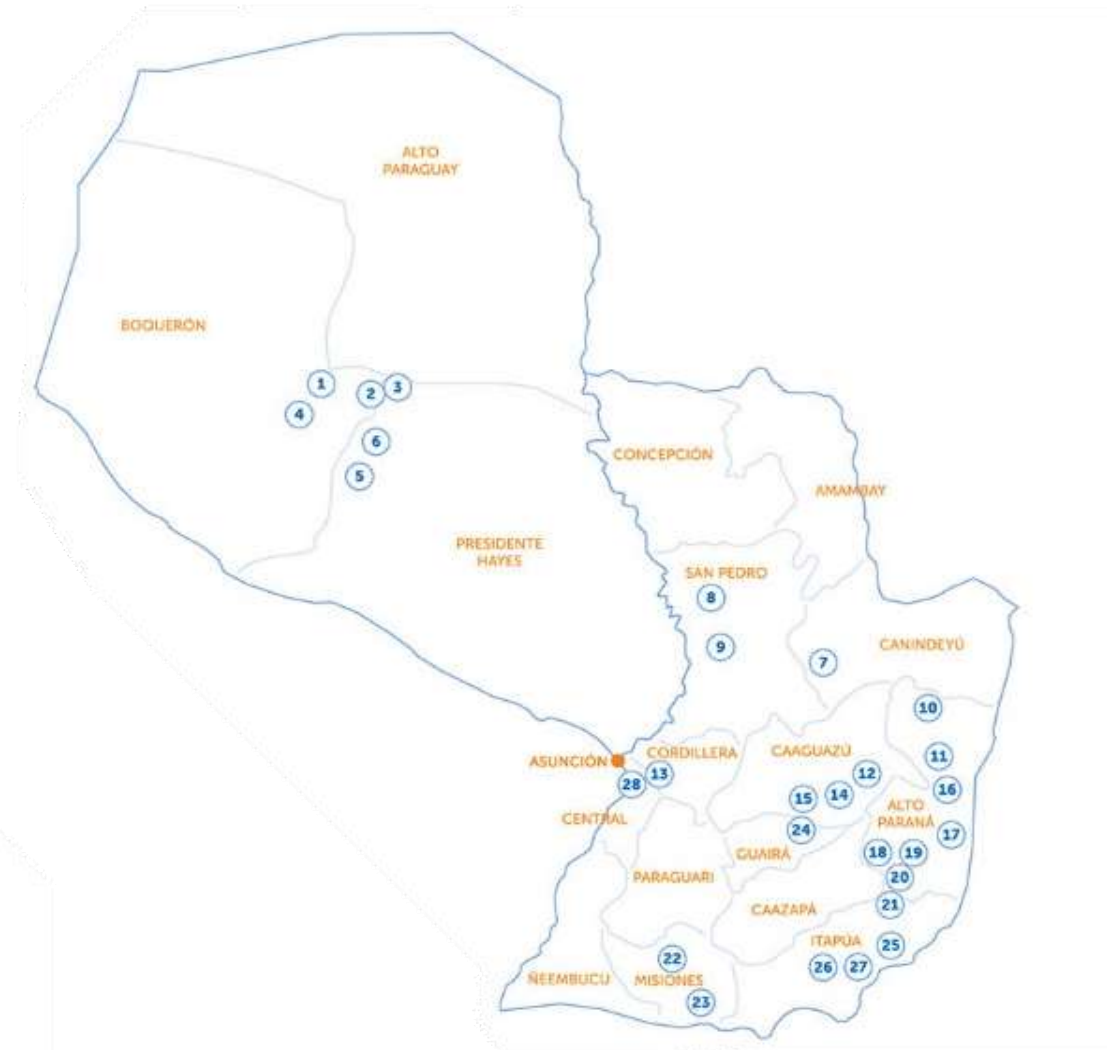 ALTO
PARAGUAY
BOQUERÓN
1
2
3
4
6
5
CONCEPCIÓN
AMAMBAY
PRESIDENTE
HAYES
SAN PEDRO
8
9
7
CANINDEYÚ
10
ASUNCIÓN
CORDILLERA
CAAGUAZÚ
11
28
13
12
15
14
16
CENTRAL
ALTO
PARANÁ
24
17
GUAIRÁ
18
19
PARAGUARI
20
CAAZAPÁ
21
ITAPÚA
25
22
26
27
ÑEEMBUCU
MISIONES
23